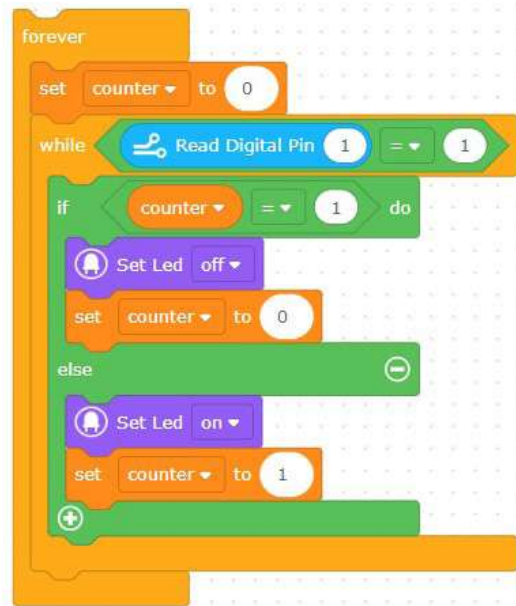 forever
set counter to 0
while Read Digital Pin 1 = 1
if counter = 1 do
Set Led off
set counter to 0
else
Set Led on
set counter to 1